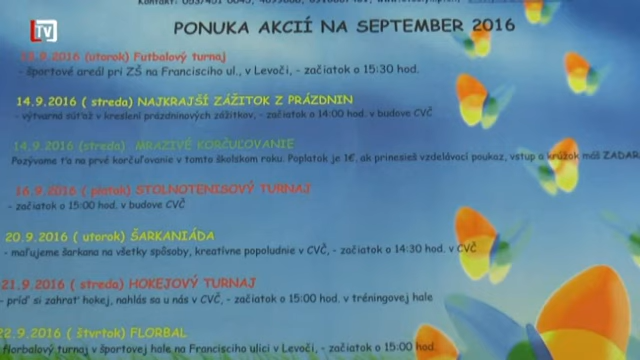 TV
PONUKA AKCIÍ NA SEPTEMBER 2016
13.9.2016 (utorok) Futbalový turnaj
- športové areál pri ZŠ na Francisciho ul., v Levoči, - začiatok o 15:30 hod.
14.9.2016 ( streda) NAJKRAJŠÍ ZÁŽITOK Z PRÁZDNIN
- výtvarná súťaž v kreslení prázdninových zážitkov, - začiatok o 14:00 hod. v budove CVČ
14.9.2016 (streda) MRAZIVÉ KORČUĽOVANIE
Pozývame ťa na prvé korčuľovanie v tomto školskom roku. Poplatok je 1€, ak prinesieš vzdelávací poukaz, vstup a krúžok máš ZADAR
16.9.2016 ( piatok) STOLNOTENISOVÝ TURNAJ
- začiatok o 15:00 hod. v budove CVČ
20.9.2016 ( utorok) ŠARKANIÁDA
- maľujeme šarkana na všetky spôsoby, kreatívne popoludnie v CVČ, - začiatok o 14:30 hod. v CVČ
21.9.2016 ( streda) HOKEJOVÝ TURNAJ
- príď si zahrať hokej, nahlás sa u nás v CVČ, - začiatok o 15:00 hod. v tréningovej hale
22.9.2016 ( štvrtok) FLORBAL
florbalový turnaj v športovej hale na Francisciho ulici v Levoči, - začiatok o 15:00 hod.